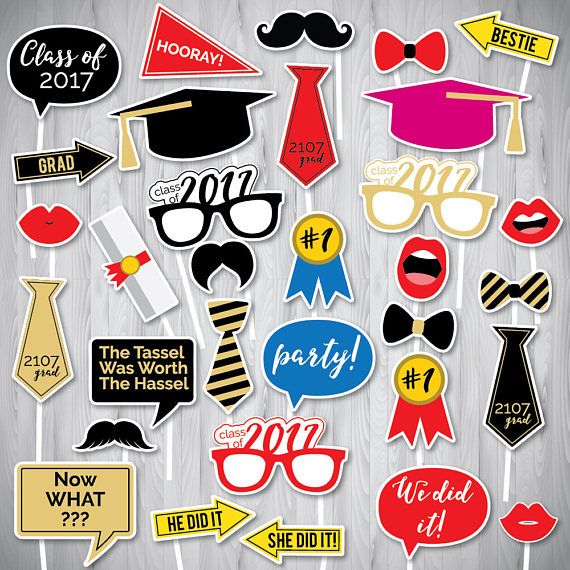 Class of
2017
HOORAY!
BESTIE
GRAD
2107
grad
class
of 2017
class
of 2017
#1
2107
grad
The Tassel
Was Worth
The Hassel
party!
#1
2107
grad
class
of 2017
Now
WHAT
???
HE DID IT
SHE DID IT!
We did
it!